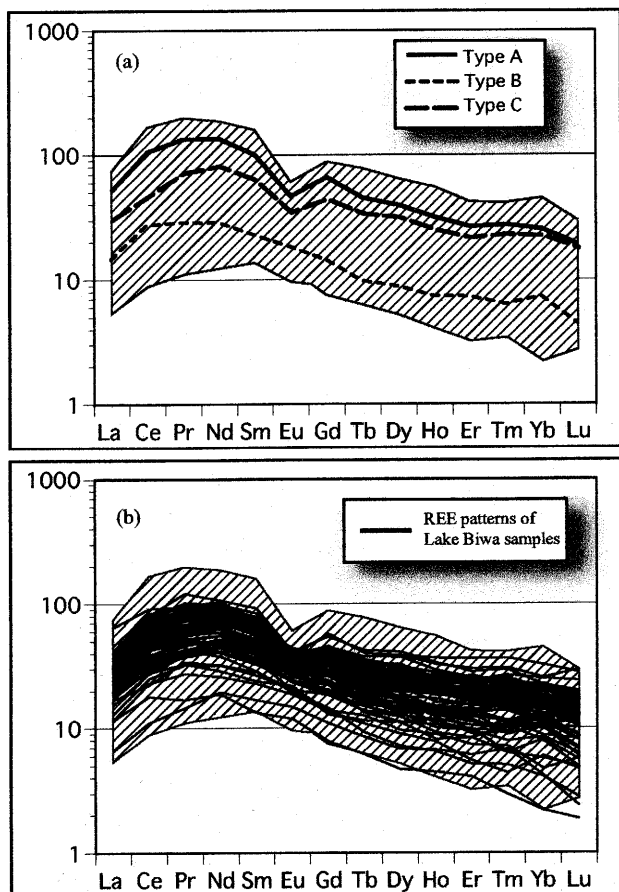 1000
(a)
Type A
Type B
Type C
100
10
1
La Ce Pr Nd Sm Eu Gd Tb Dy Ho Er Tm Yb Lu
1000
(b)
REE patterns of
Lake Biwa samples
100
10
1
La Ce Pr Nd Sm Eu Gd Tb Dy Ho Er Tm Yb Lu